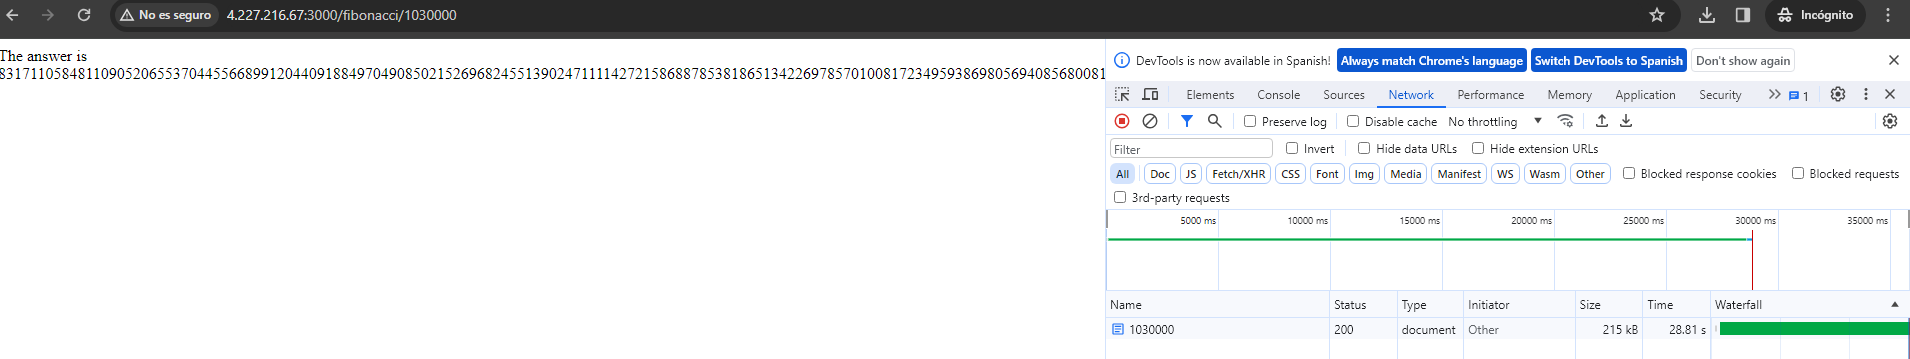 No es seguro 4.227.216.67:3000/fibonacci/1030000 Incógnito
The answer is
8317110584811090520655370445566899120440918849704908502152696824551390247111142721586887853818651342269785701008172349593869805694085680081
DevTools is now available in Spanish! Always match Chrome's language Switch DevTools to Spanish Don't show again
Elements Console Sources Network Performance Memory Application Security 1
Preserve log Disable cache No throttling
Filter Invert Hide data URLs Hide extension URLs
All Doc JS Fetch/XHR CSS Font Img Media Manifest WS Wasm Other Blocked response cookies Blocked requests
3rd-party requests
5000 ms 10000 ms 15000 ms 20000 ms 25000 ms 30000 ms 35000 ms
Name Status Type Initiator Size Time Waterfall
1030000 200 document Other 215 kB 28.81 s